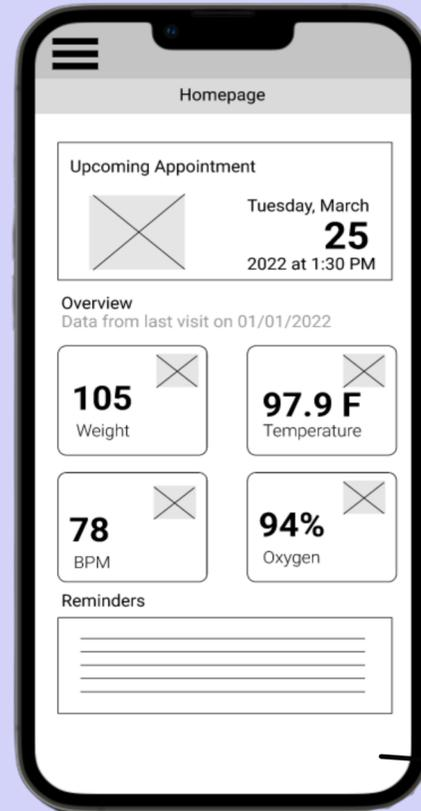 Homepage
Upcoming Appointment
Tuesday, March
25
2022 at 1:30 PM
Overview
Data from last visit on 01/01/2022
105
Weight
97.9 F
Temperature
78
BPM
94%
Oxygen
Reminders